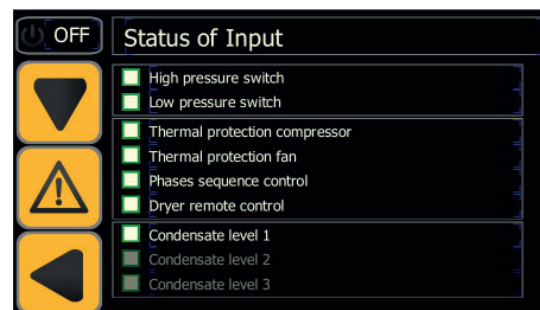 OFF
Status of Input
High pressure switch
Low pressure switch
Thermal protection compressor
Thermal protection fan
Phases sequence control
Dryer remote control
Condensate level 1
Condensate level 2
Condensate level 3